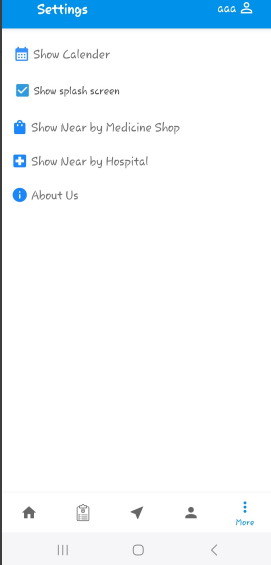 Settings
aaa
Show Calender
Show splash screen
Show Near by Medicine Shop
Show Near by Hospital
About Us
More